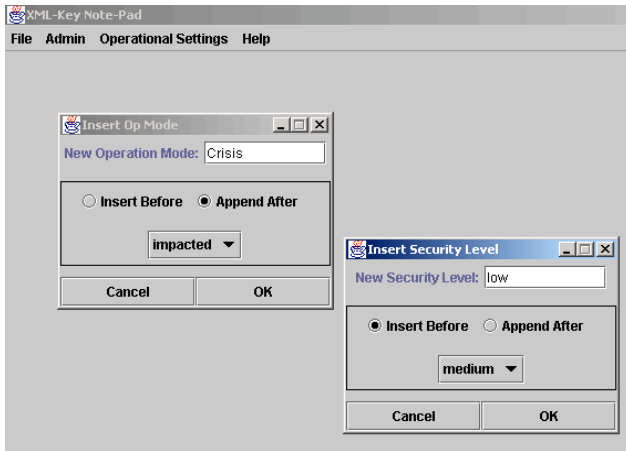 XML-Key Note-Pad
File Admin Operational Settings Help
Insert Op Mode
New Operation Mode: Crisis
Insert Before Append After
impacted
Cancel OK
Insert Security Level
New Security Level: low
Insert Before Append After
medium
Cancel OK